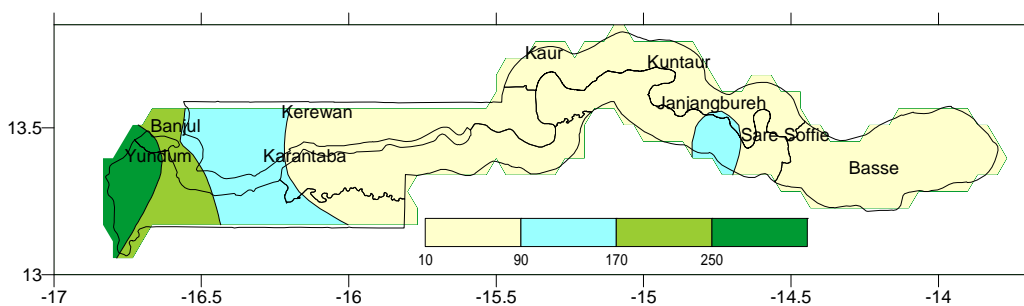 Kaur
Kuntaur
Janjangbureh
Kerewan
13.5
Banjul
Sare-Soffie
Yundum
Karantaba
Basse
10 90 170 250
13
-17 -16.5 -16 -15.5 -15 -14.5 -14